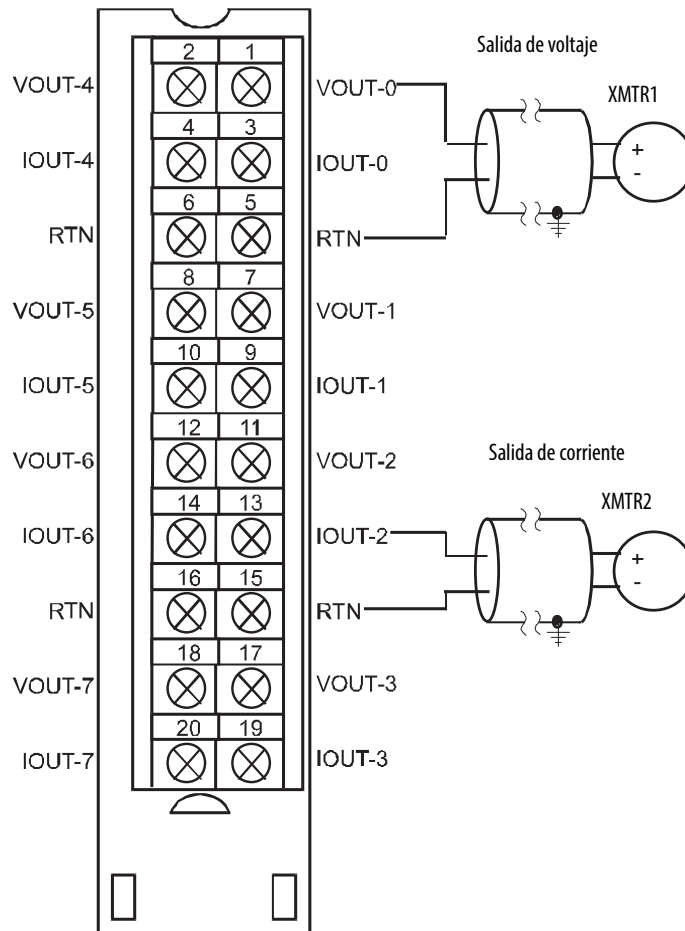 Salida de voltaje
2 1
VOUT-4 VOUT-0 XMTR1
+
4 3
IOUT-4 IOUT-0
-
6 5
RTN RTN
8 7
VOUT-5 VOUT-1
10 9
IOUT-5 IOUT-1
12 11
VOUT-6 VOUT-2
Salida de corriente
14 13
XMTR2
IOUT-6 IOUT-2
+
16 15
-
RTN RTN
18 17
VOUT-7 VOUT-3
20 19
IOUT-7 IOUT-3